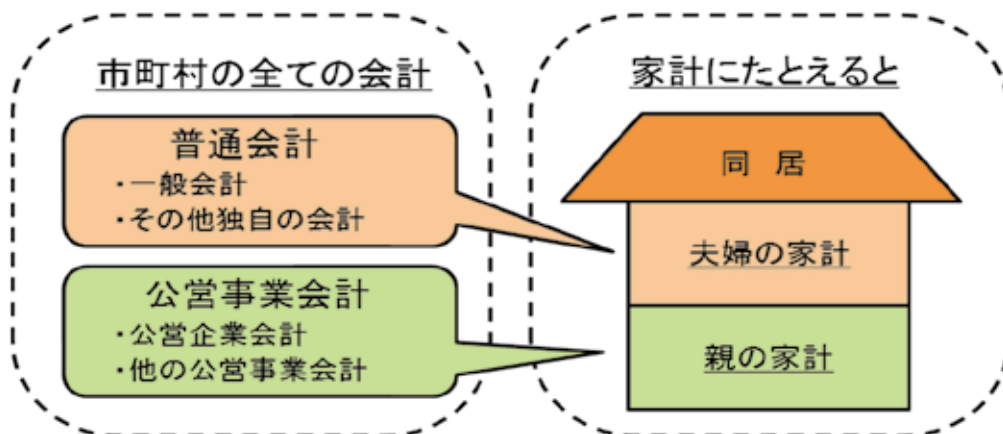 市町村の全ての会計
普通会計
・一般会計
・その他独自の会計
公営事業会計
・公営企業会計
・他の公営事業会計
家計にたとえると
同 居
夫婦の家計
親の家計